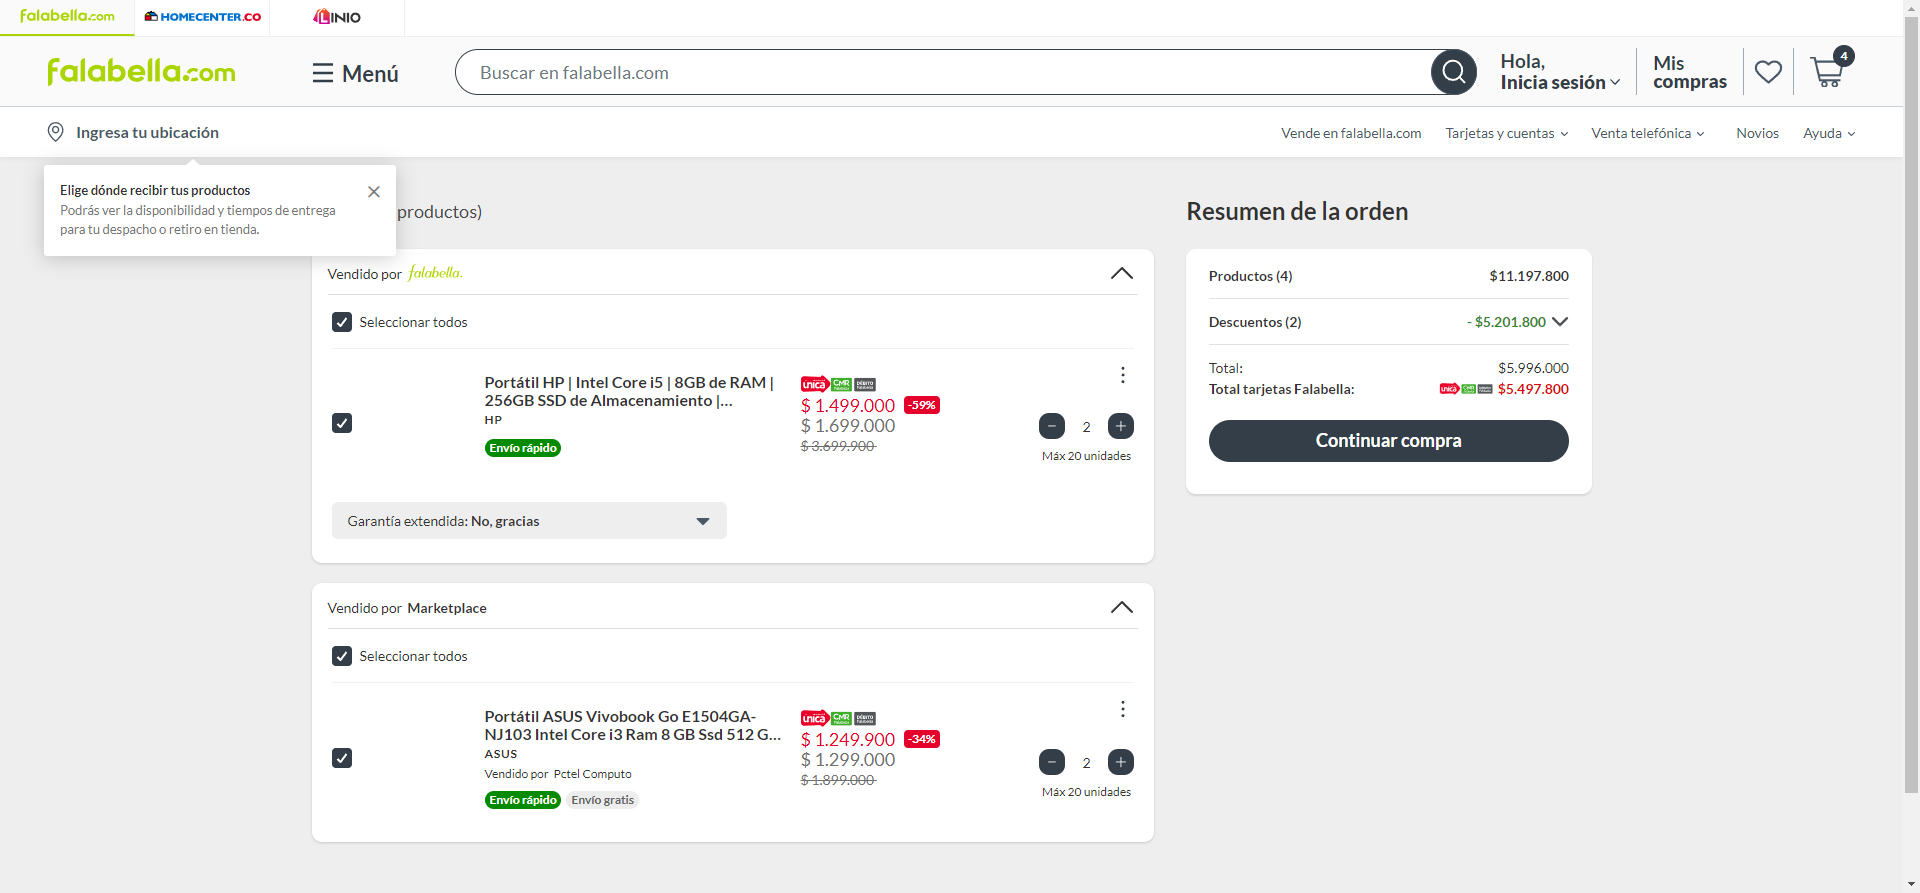 falabella.com
HOMECENTER.CO
LINIO
falabella.com
Menú
Buscar en falabella.com
Hola,
Inicia sesión
Mis
compras
4
Ingresa tu ubicación
Vende en falabella.com
Tarjetas y cuentas
Venta telefónica
Novios
Ayuda
Elige dónde recibir tus productos
Podrás ver la disponibilidad y tiempos de entrega
para tu despacho o retiro en tienda.
productos)
Resumen de la orden
Vendido por falabella.
Seleccionar todos
Portátil HP | Intel Core i5 | 8GB de RAM |
256GB SSD de Almacenamiento |...
HP
Envío rápido
única CMR
$ 1.499.000 -59%
$ 1.699.000
$ 3.699.900
2
Máx 20 unidades
Garantía extendida: No, gracias
Productos (4) $11.197.800
Descuentos (2) - $5.201.800
Total: $5.996.000
Total tarjetas Falabella: única $5.497.800
Continuar compra
Vendido por Marketplace
Seleccionar todos
Portátil ASUS Vivobook Go E1504GA-
NJ103 Intel Core i3 Ram 8 GB Ssd 512 G...
ASUS
Vendido por Pctel Computo
Envío rápido Envío gratis
única CMR
$ 1.249.900 -34%
$ 1.299.000
$ 1.899.000
2
Máx 20 unidades